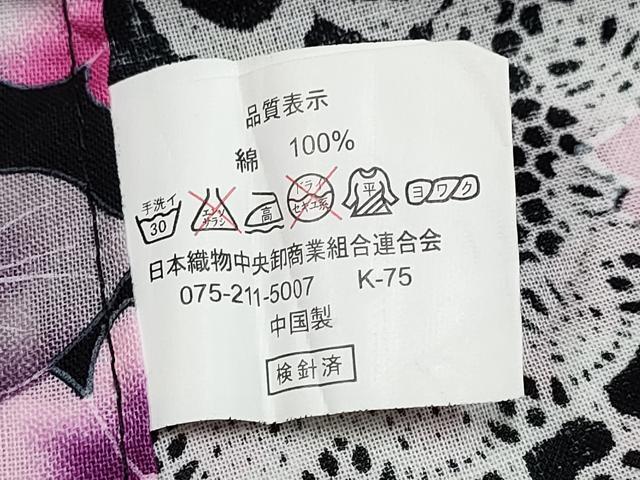 品質表示
綿 100%
手洗イ 30 エンソサラシ 高 ドライ セキユ系 平 ヨワク
日本織物中央卸商業組合連合会
075-211-5007 K-75
中国製
検針済